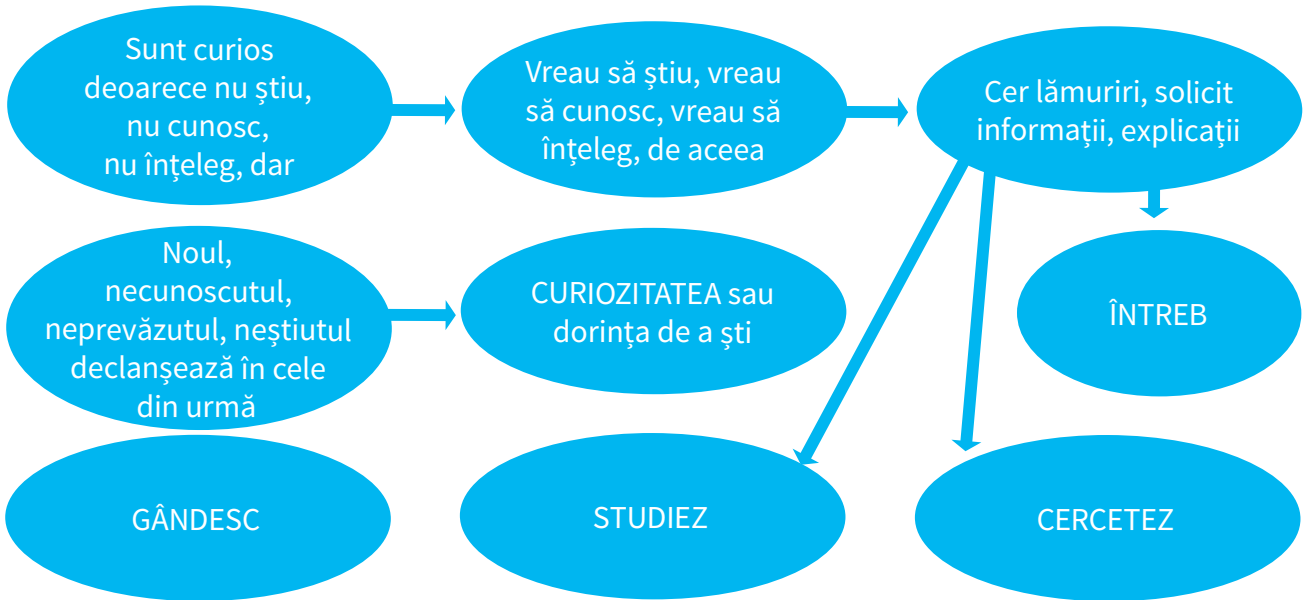 Sunt curios
deoarece nu știu,
nu cunosc,
nu înțeleg, dar
Vreau să știu, vreau
să cunosc, vreau să
înțeleg, de aceea
Cer lămuriri, solicit
informații, explicații
Noul,
necunoscutul,
neprevăzutul, neștiutul
declanșează în cele
din urmă
CURIOZITATEA sau
dorința de a ști
ÎNTREB
GÂNDESC
STUDIEZ
CERCETEZ